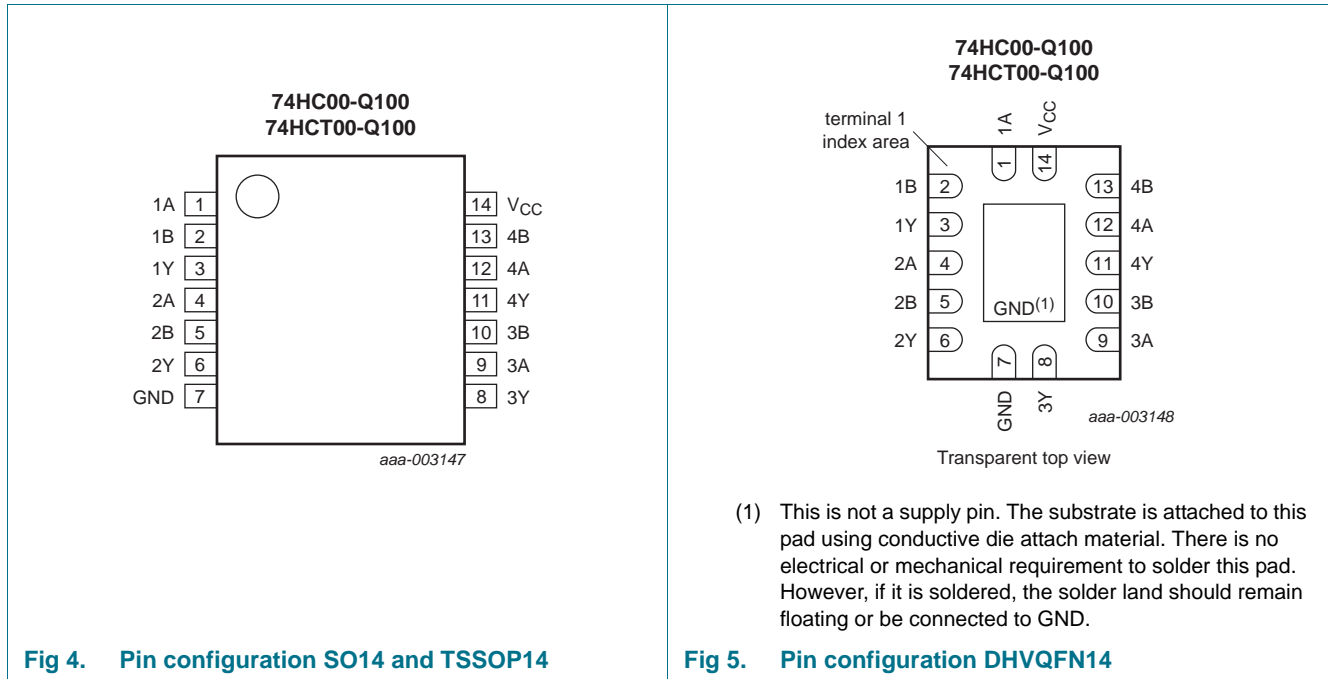 74HC00-Q100
74HCT00-Q100
1A 1
1B 2
1Y 3
2A 4
2B 5
2Y 6
GND 7
14 VCC
13 4B
12 4A
11 4Y
10 3B
9 3A
8 3Y
aaa-003147
Fig 4. Pin configuration SO14 and TSSOP14
74HC00-Q100
74HCT00-Q100
terminal 1
index area
1A
VCC
1
14
1B 2
1Y 3
2A 4
2B 5
2Y 6
13 4B
12 4A
11 4Y
10 3B
9 3A
GND(1)
7
8
GND
3Y
aaa-003148
Transparent top view
(1) This is not a supply pin. The substrate is attached to this
pad using conductive die attach material. There is no
electrical or mechanical requirement to solder this pad.
However, if it is soldered, the solder land should remain
floating or be connected to GND.
Fig 5. Pin configuration DHVQFN14